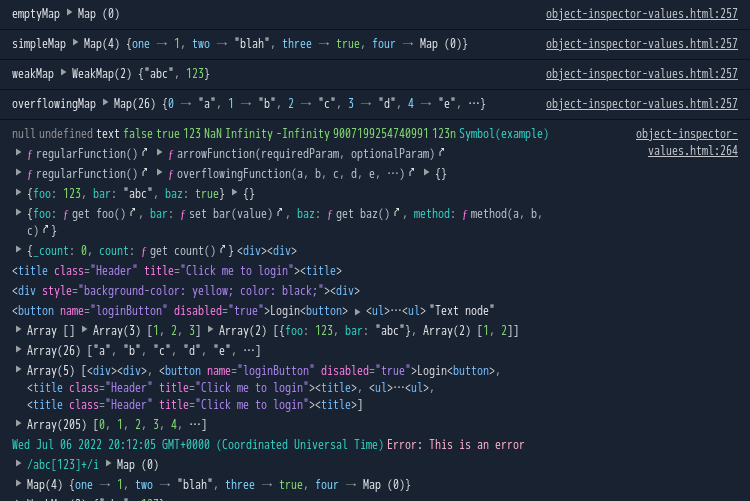 emptyMap ▶ Map (0) object-inspector-values.html:257
simpleMap ▶ Map(4) {one → 1, two → "blah", three → true, four → Map (0)} object-inspector-values.html:257
weakMap ▶ WeakMap(2) {"abc", 123} object-inspector-values.html:257
overflowingMap ▶ Map(26) {0 → "a", 1 → "b", 2 → "c", 3 → "d", 4 → "e", …} object-inspector-values.html:257
null undefined text false true 123 NaN Infinity -Infinity 9007199254740991 123n Symbol(example) object-inspector-
values.html:264
▶ ƒ regularFunction() ▶ ƒ arrowFunction(requiredParam, optionalParam)
▶ ƒ regularFunction() ▶ ƒ overflowingFunction(a, b, c, d, e, …) ▶ {}
▶ {foo: 123, bar: "abc", baz: true} ▶ {}
▶ {foo: ƒ get foo() , bar: ƒ set bar(value) , baz: ƒ get baz() , method: ƒ method(a, b,
c) }
▶ {_count: 0, count: ƒ get count() } <div><div>
<title class="Header" title="Click me to login"><title>
<div style="background-color: yellow; color: black;"><div>
<button name="loginButton" disabled="true">Login<button> ▶ <ul>…<ul> "Text node"
▶ Array [] ▶ Array(3) [1, 2, 3] ▶ Array(2) [{foo: 123, bar: "abc"}, Array(2) [1, 2]]
▶ Array(26) ["a", "b", "c", "d", "e", …]
▶ Array(5) [<div><div>, <button name="loginButton" disabled="true">Login<button>,
<title class="Header" title="Click me to login"><title>, <ul>…<ul>,
<title class="Header" title="Click me to login"><title>]
▶ Array(205) [0, 1, 2, 3, 4, …]
Wed Jul 06 2022 20:12:05 GMT+0000 (Coordinated Universal Time) Error: This is an error
▶ /abc[123]+/i ▶ Map (0)
▶ Map(4) {one → 1, two → "blah", three → true, four → Map (0)}